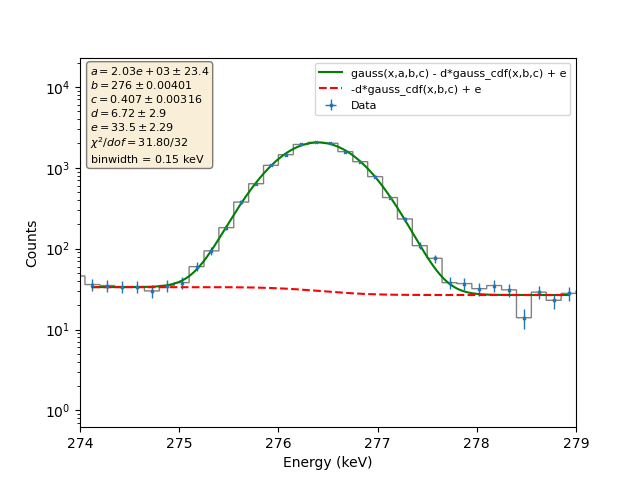 a = 2.03e + 03 ± 23.4
b = 276 ± 0.00401
c = 0.407 ± 0.00316
d = 6.72 ± 2.9
e = 33.5 ± 2.29
χ²/dof = 31.80/32
binwidth = 0.15 keV
gauss(x,a,b,c) - d*gauss_cdf(x,b,c) + e
-d*gauss_cdf(x,b,c) + e
Data
10⁴
10³
10²
10¹
10⁰
Counts
274 275 276 277 278 279
Energy (keV)